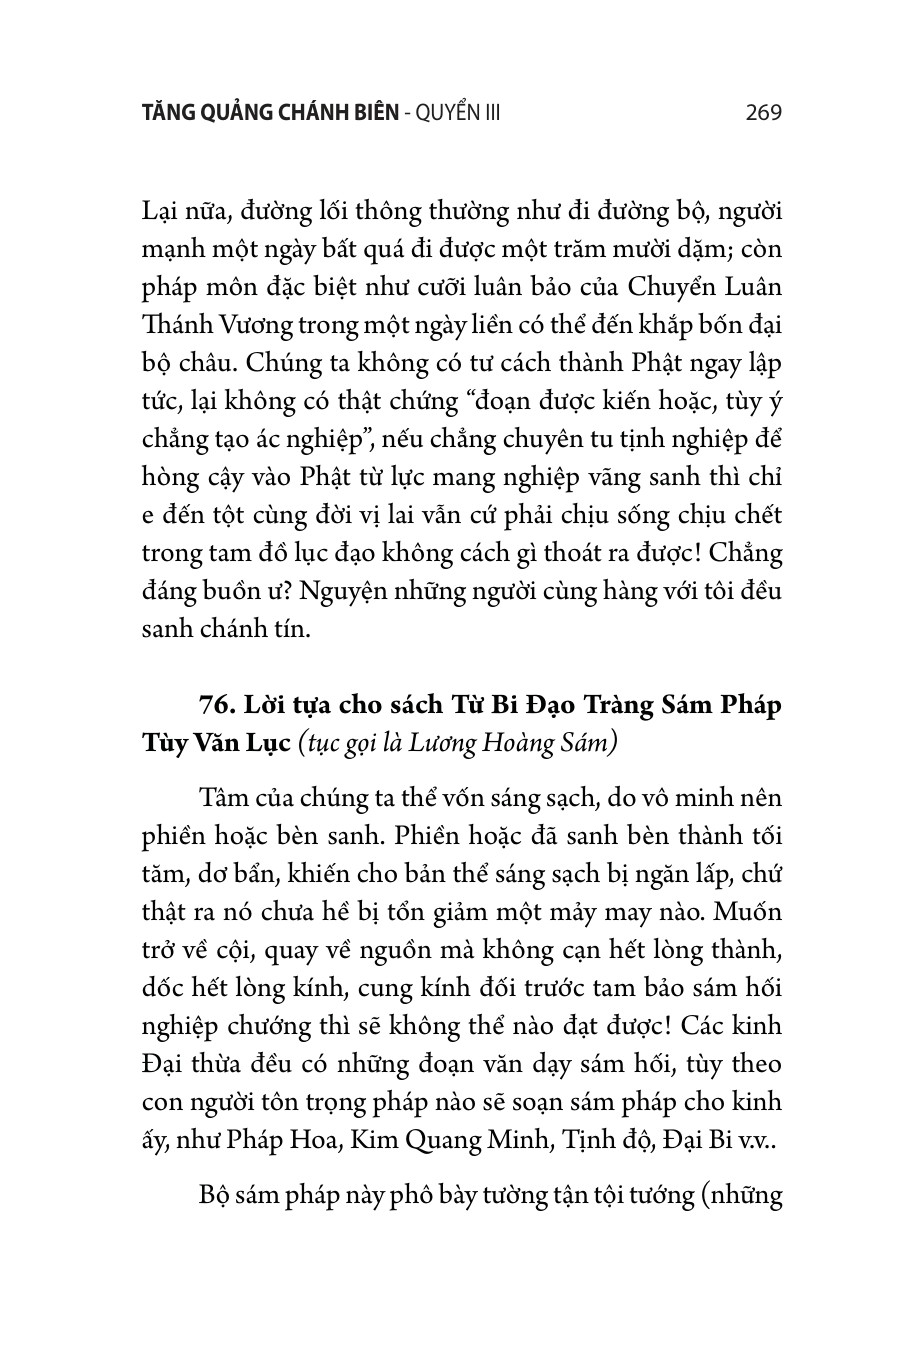 TĂNG QUẢNG CHÁNH BIÊN - QUYỂN III 269
Lại nữa, đường lối thông thường như đi đường bộ, người
mạnh một ngày bất quá đi được một trăm mười dặm; còn
pháp môn đặc biệt như cưỡi luân bảo của Chuyển Luân
Thánh Vương trong một ngày liền có thể đến khắp bốn đại
bộ châu. Chúng ta không có tư cách thành Phật ngay lập
tức, lại không có thật chứng “đoạn được kiến hoặc, tùy ý
chẳng tạo ác nghiệp”, nếu chẳng chuyên tu tịnh nghiệp để
hòng cậy vào Phật từ lực mang nghiệp vãng sanh thì chỉ
e đến tột cùng đời vị lai vẫn cứ phải chịu sống chịu chết
trong tam đồ lục đạo không cách gì thoát ra được! Chẳng
đáng buồn ư? Nguyện những người cùng hàng với tôi đều
sanh chánh tín.
76. Lời tựa cho sách Từ Bi Đạo Tràng Sám Pháp
Tùy Văn Lục (tục gọi là Lương Hoàng Sám)
Tâm của chúng ta thể vốn sáng sạch, do vô minh nên
phiền hoặc bèn sanh. Phiền hoặc đã sanh bèn thành tối
tăm, dơ bẩn, khiến cho bản thể sáng sạch bị ngăn lấp, chứ
thật ra nó chưa hề bị tổn giảm một mảy may nào. Muốn
trở về cội, quay về nguồn mà không cạn hết lòng thành,
dốc hết lòng kính, cung kính đối trước tam bảo sám hối
nghiệp chướng thì sẽ không thể nào đạt được! Các kinh
Đại thừa đều có những đoạn văn dạy sám hối, tùy theo
con người tôn trọng pháp nào sẽ soạn sám pháp cho kinh
ấy, như Pháp Hoa, Kim Quang Minh, Tịnh độ, Đại Bi v.v..
Bộ sám pháp này phô bày tường tận tội tướng (những